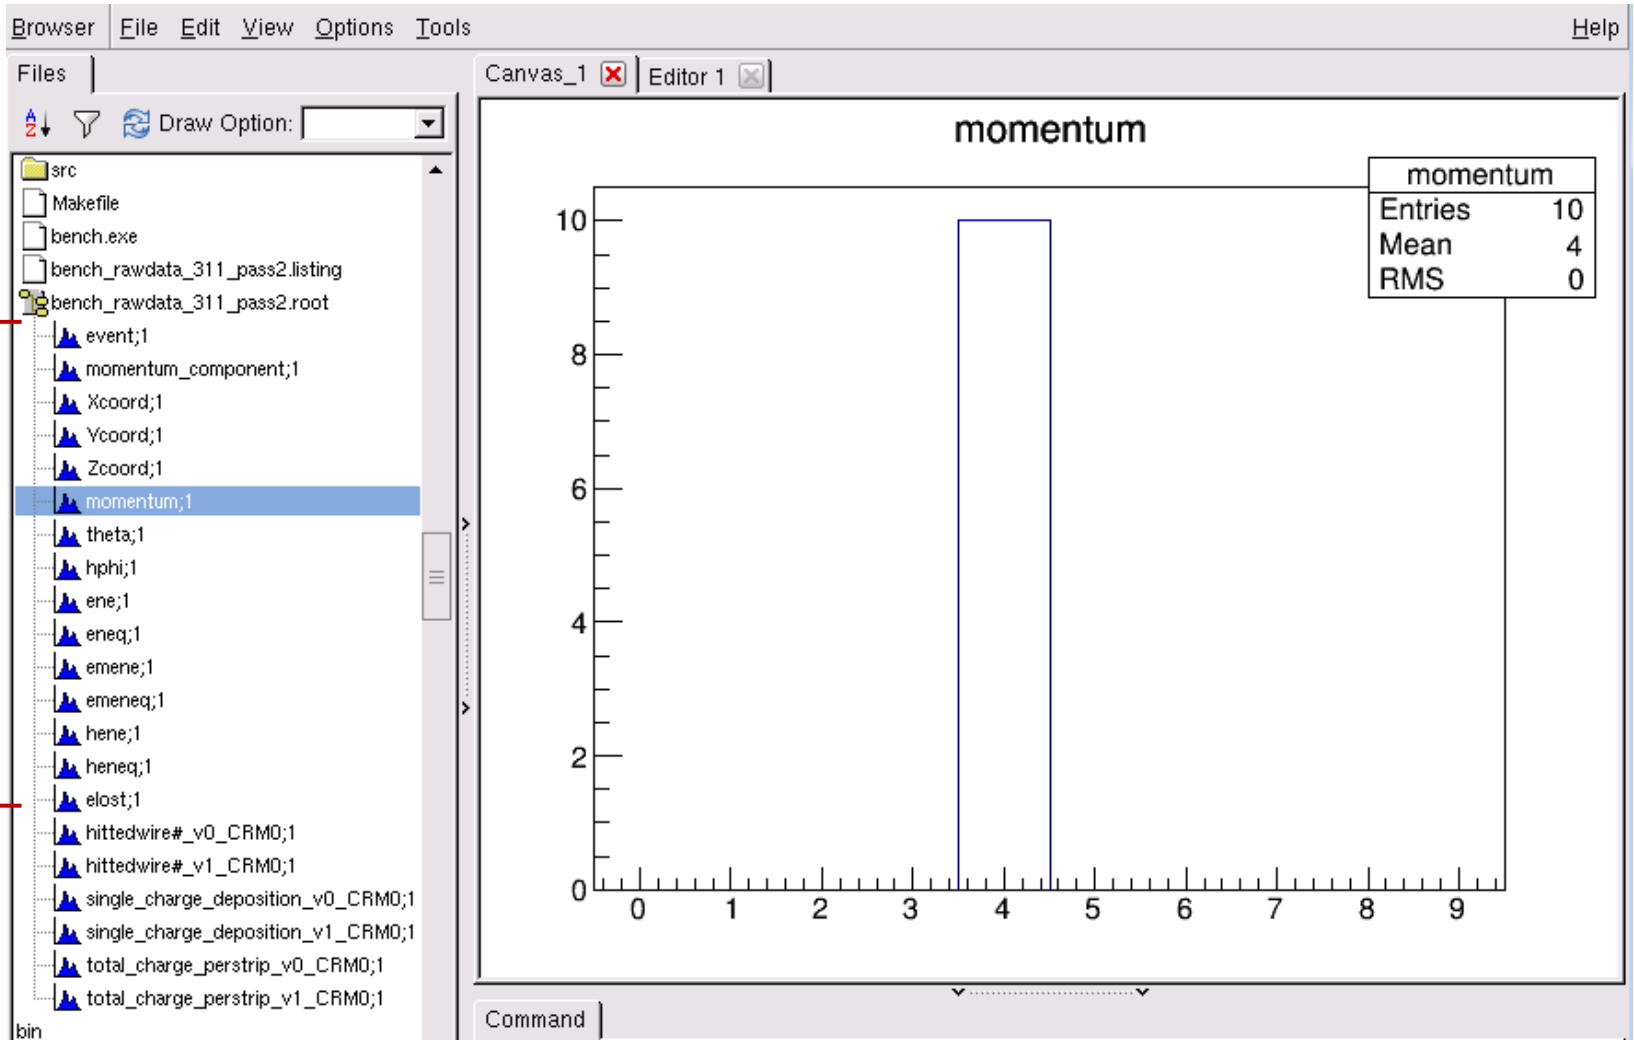 Browser File Edit View Options Tools Help
Files
Draw Option:
src
Makefile
bench.exe
bench_rawdata_311_pass2.listing
bench_rawdata_311_pass2.root
event;1
momentum_component;1
Xcoord;1
Ycoord;1
Zcoord;1
momentum;1
theta;1
hphi;1
ene;1
eneq;1
emene;1
emeneq;1
hene;1
heneq;1
elost;1
hittedwire#_v0_CRM0;1
hittedwire#_v1_CRM0;1
single_charge_deposition_v0_CRM0;1
single_charge_deposition_v1_CRM0;1
total_charge_perstrip_v0_CRM0;1
total_charge_perstrip_v1_CRM0;1
bin
Canvas_1 Editor 1
momentum
momentum
Entries 10
Mean 4
RMS 0
10
8
6
4
2
0
0 1 2 3 4 5 6 7 8 9
Command